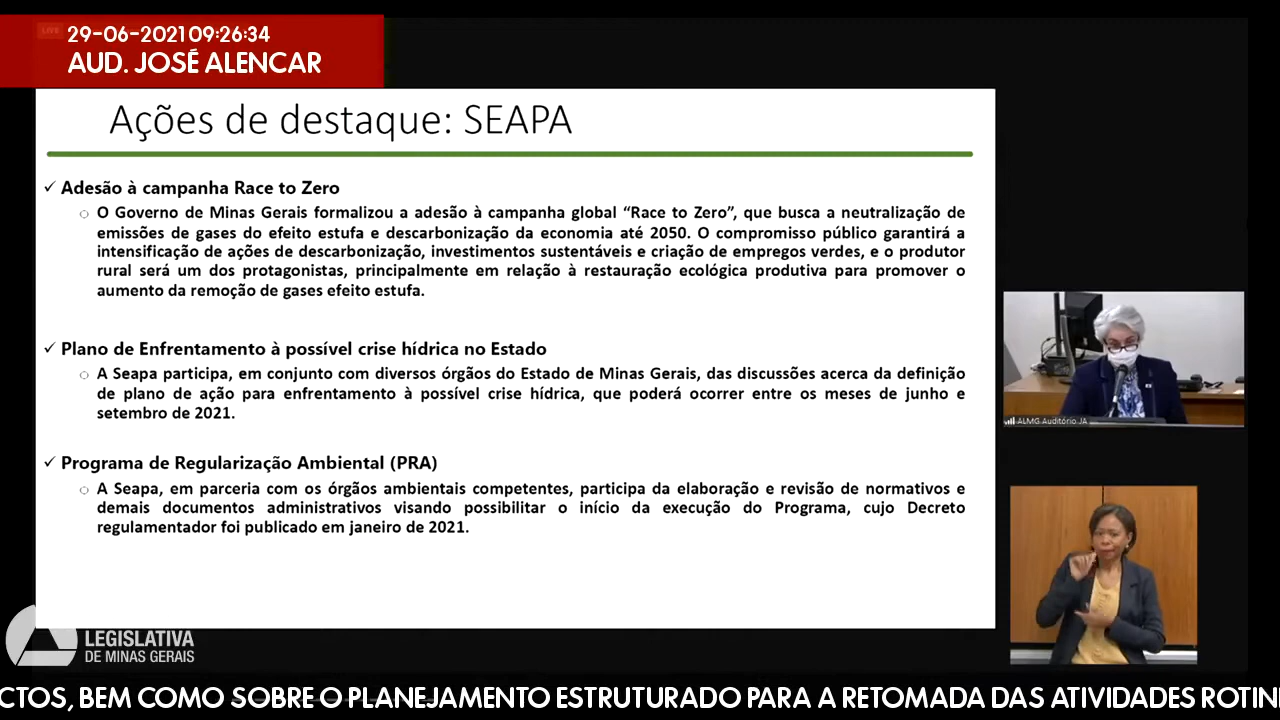 LIVE
29-06-2021 09:26:34
AUD. JOSÉ ALENCAR
Ações de destaque: SEAPA
✓ Adesão à campanha Race to Zero
○ O Governo de Minas Gerais formalizou a adesão à campanha global “Race to Zero”, que busca a neutralização de
emissões de gases do efeito estufa e descarbonização da economia até 2050. O compromisso público garantirá a
intensificação de ações de descarbonização, investimentos sustentáveis e criação de empregos verdes, e o produtor
rural será um dos protagonistas, principalmente em relação à restauração ecológica produtiva para promover o
aumento da remoção de gases efeito estufa.
✓ Plano de Enfrentamento à possível crise hídrica no Estado
○ A Seapa participa, em conjunto com diversos órgãos do Estado de Minas Gerais, das discussões acerca da definição
de plano de ação para enfrentamento à possível crise hídrica, que poderá ocorrer entre os meses de junho e
setembro de 2021.
✓ Programa de Regularização Ambiental (PRA)
○ A Seapa, em parceria com os órgãos ambientais competentes, participa da elaboração e revisão de normativos e
demais documentos administrativos visando possibilitar o início da execução do Programa, cujo Decreto
regulamentador foi publicado em janeiro de 2021.
ALMG Auditório JA
LEGISLATIVA
DE MINAS GERAIS
CTOS, BEM COMO SOBRE O PLANEJAMENTO ESTRUTURADO PARA A RETOMADA DAS ATIVIDADES ROTIN